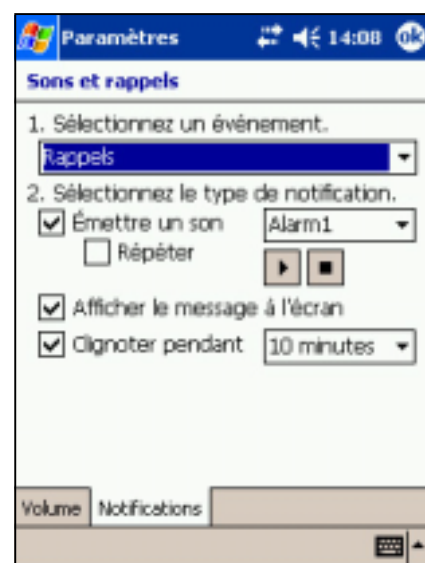 Paramètres 14:08 ok
Sons et rappels
1. Sélectionnez un événement.
Rappels
2. Sélectionnez le type de notification.
Émettre un son Alarm1
Répéter
Afficher le message à l'écran
Clignoter pendant 10 minutes
Volume Notifications